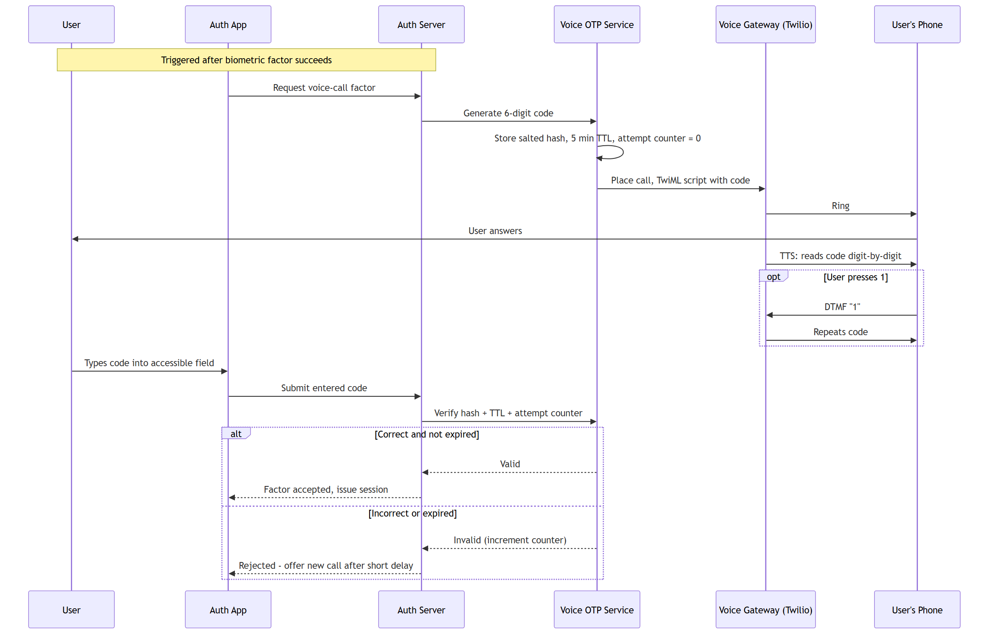 User
Auth App
Auth Server
Voice OTP Service
Voice Gateway (Twilio)
User's Phone
Triggered after biometric factor succeeds
Request voice-call factor
Generate 6-digit code
Store salted hash, 5 min TTL, attempt counter = 0
Place call, TwiML script with code
Ring
User answers
TTS: reads code digit-by-digit
opt
[User presses 1]
DTMF "1"
Repeats code
Types code into accessible field
Submit entered code
Verify hash + TTL + attempt counter
alt
[Correct and not expired]
Valid
Factor accepted, issue session
[Incorrect or expired]
Invalid (increment counter)
Rejected - offer new call after short delay
User
Auth App
Auth Server
Voice OTP Service
Voice Gateway (Twilio)
User's Phone